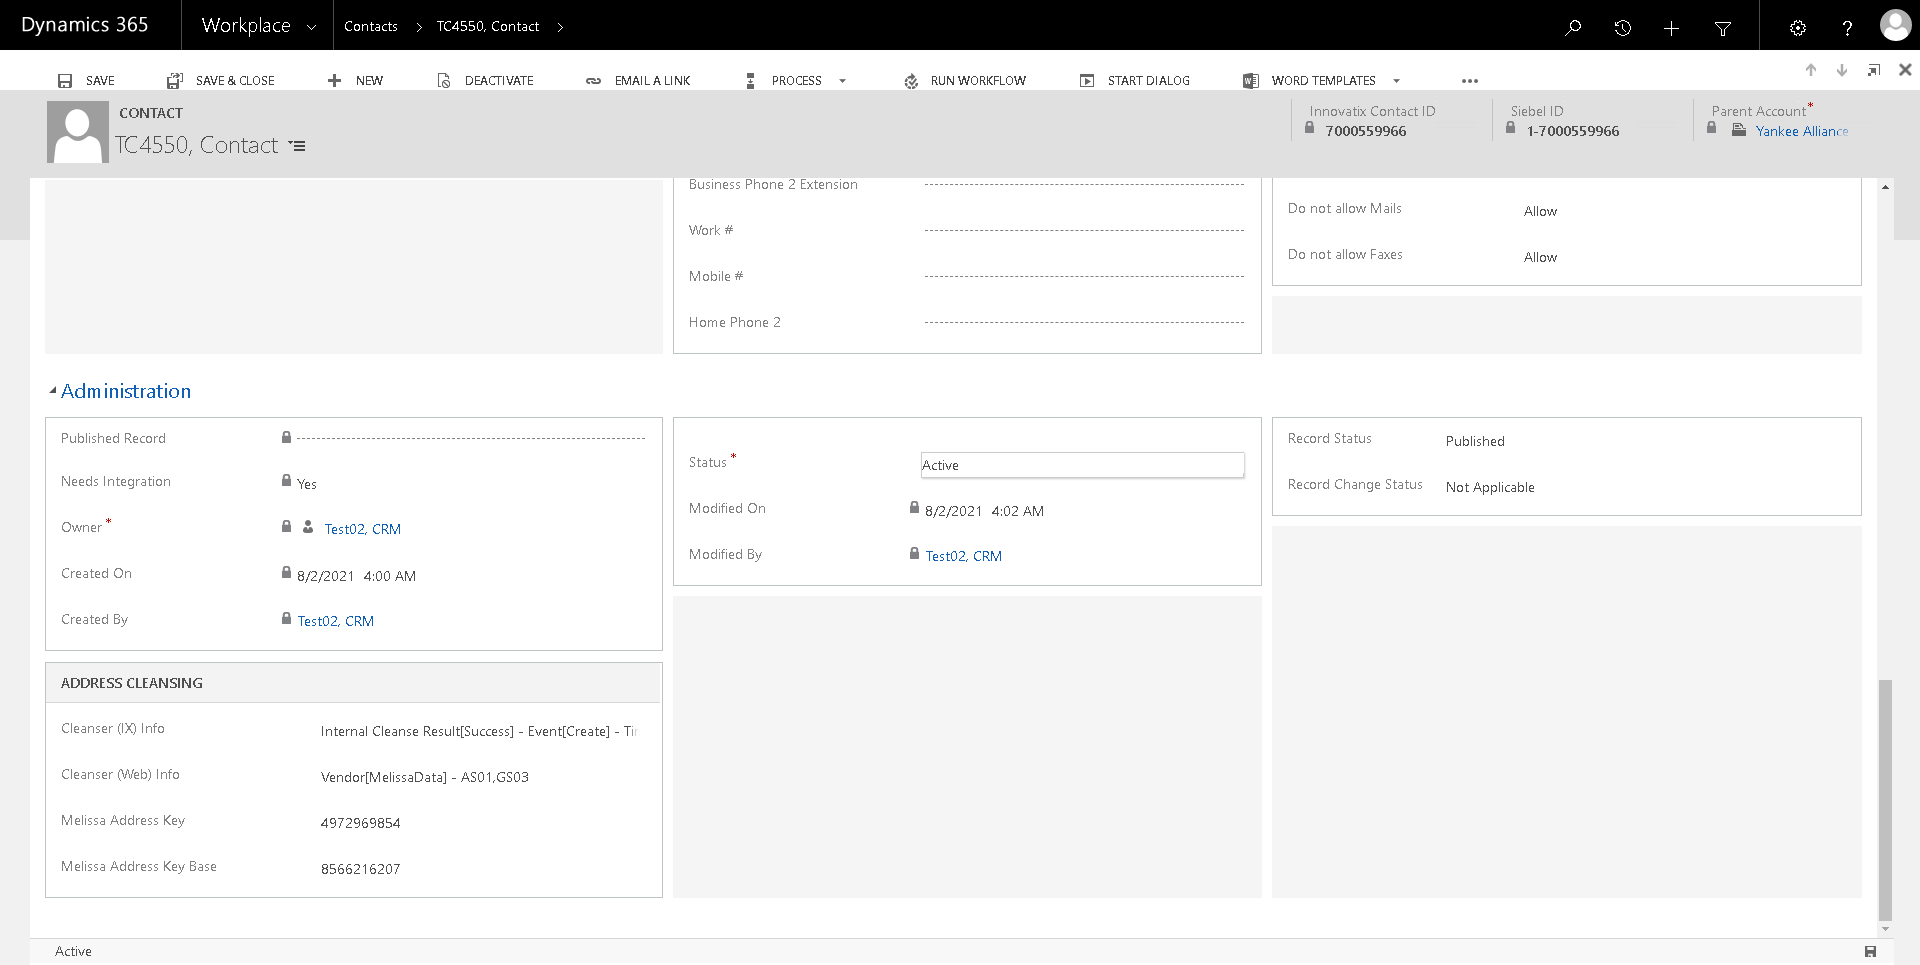 Dynamics 365
Workplace
Contacts > TC4550, Contact >
?
SAVE
SAVE & CLOSE
NEW
DEACTIVATE
EMAIL A LINK
PROCESS
RUN WORKFLOW
START DIALOG
WORD TEMPLATES
...
CONTACT
TC4550, Contact
Innovatix Contact ID
7000559966
Siebel ID
1-7000559966
Parent Account*
Yankee Alliance
Business Phone 2 Extension
Work #
Mobile #
Home Phone 2
Do not allow Mails Allow
Do not allow Faxes Allow
Administration
Published Record
Needs Integration Yes
Owner* Test02, CRM
Created On 8/2/2021 4:00 AM
Created By Test02, CRM
Status* Active
Modified On 8/2/2021 4:02 AM
Modified By Test02, CRM
Record Status Published
Record Change Status Not Applicable
ADDRESS CLEANSING
Cleanser (IX) Info Internal Cleanse Result[Success] - Event[Create] -
Cleanser (Web) Info Vendor[MelissaData] - AS01,GS03
Melissa Address Key 4972969854
Melissa Address Key Base 8566216207
Active